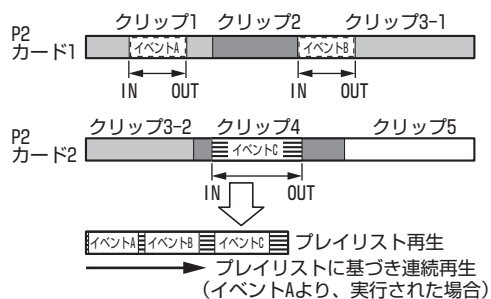 クリップ1 クリップ2 クリップ3-1
P2
カード1
イベントA イベントB
IN OUT IN OUT
クリップ3-2 クリップ4 クリップ5
P2
カード2
イベントC
IN OUT
イベントA イベントB イベントC プレイリスト再生
プレイリストに基づき連続再生
(イベントAより、実行された場合)